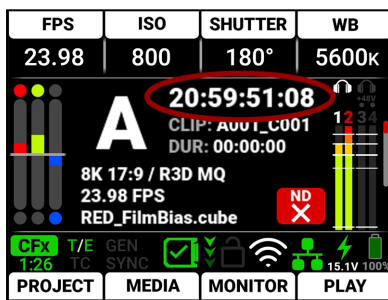 FPS ISO SHUTTER WB
23.98 800 180° 5600K
20:59:51:08
+48V
A
CLIP: A001_C001
1 2 3 4
DUR: 00:00:00
8K 17:9 / R3D MQ
23.98 FPS
ND
RED_FilmBias.cube
CFx T/E GEN
1:26 TC SYNC 15.1V 100%
PROJECT MEDIA MONITOR PLAY